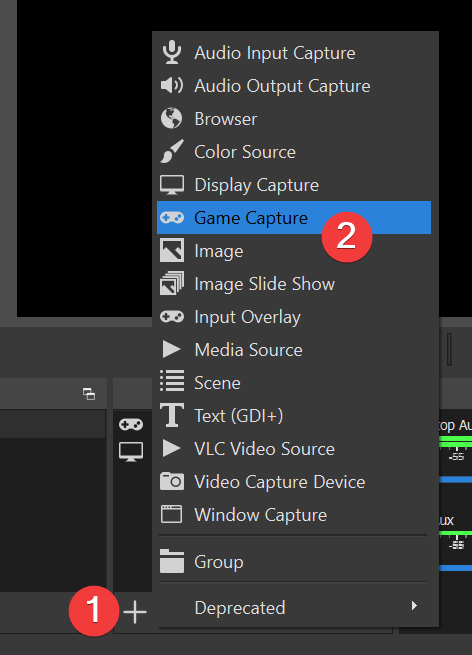 Audio Input Capture
Audio Output Capture
Browser
Color Source
Display Capture
Game Capture
2
Image
Image Slide Show
Input Overlay
Media Source
Scene
Text (GDI+)
top Au
VLC Video Source
-55
Video Capture Device
Window Capture
ux
Group
1
Deprecated